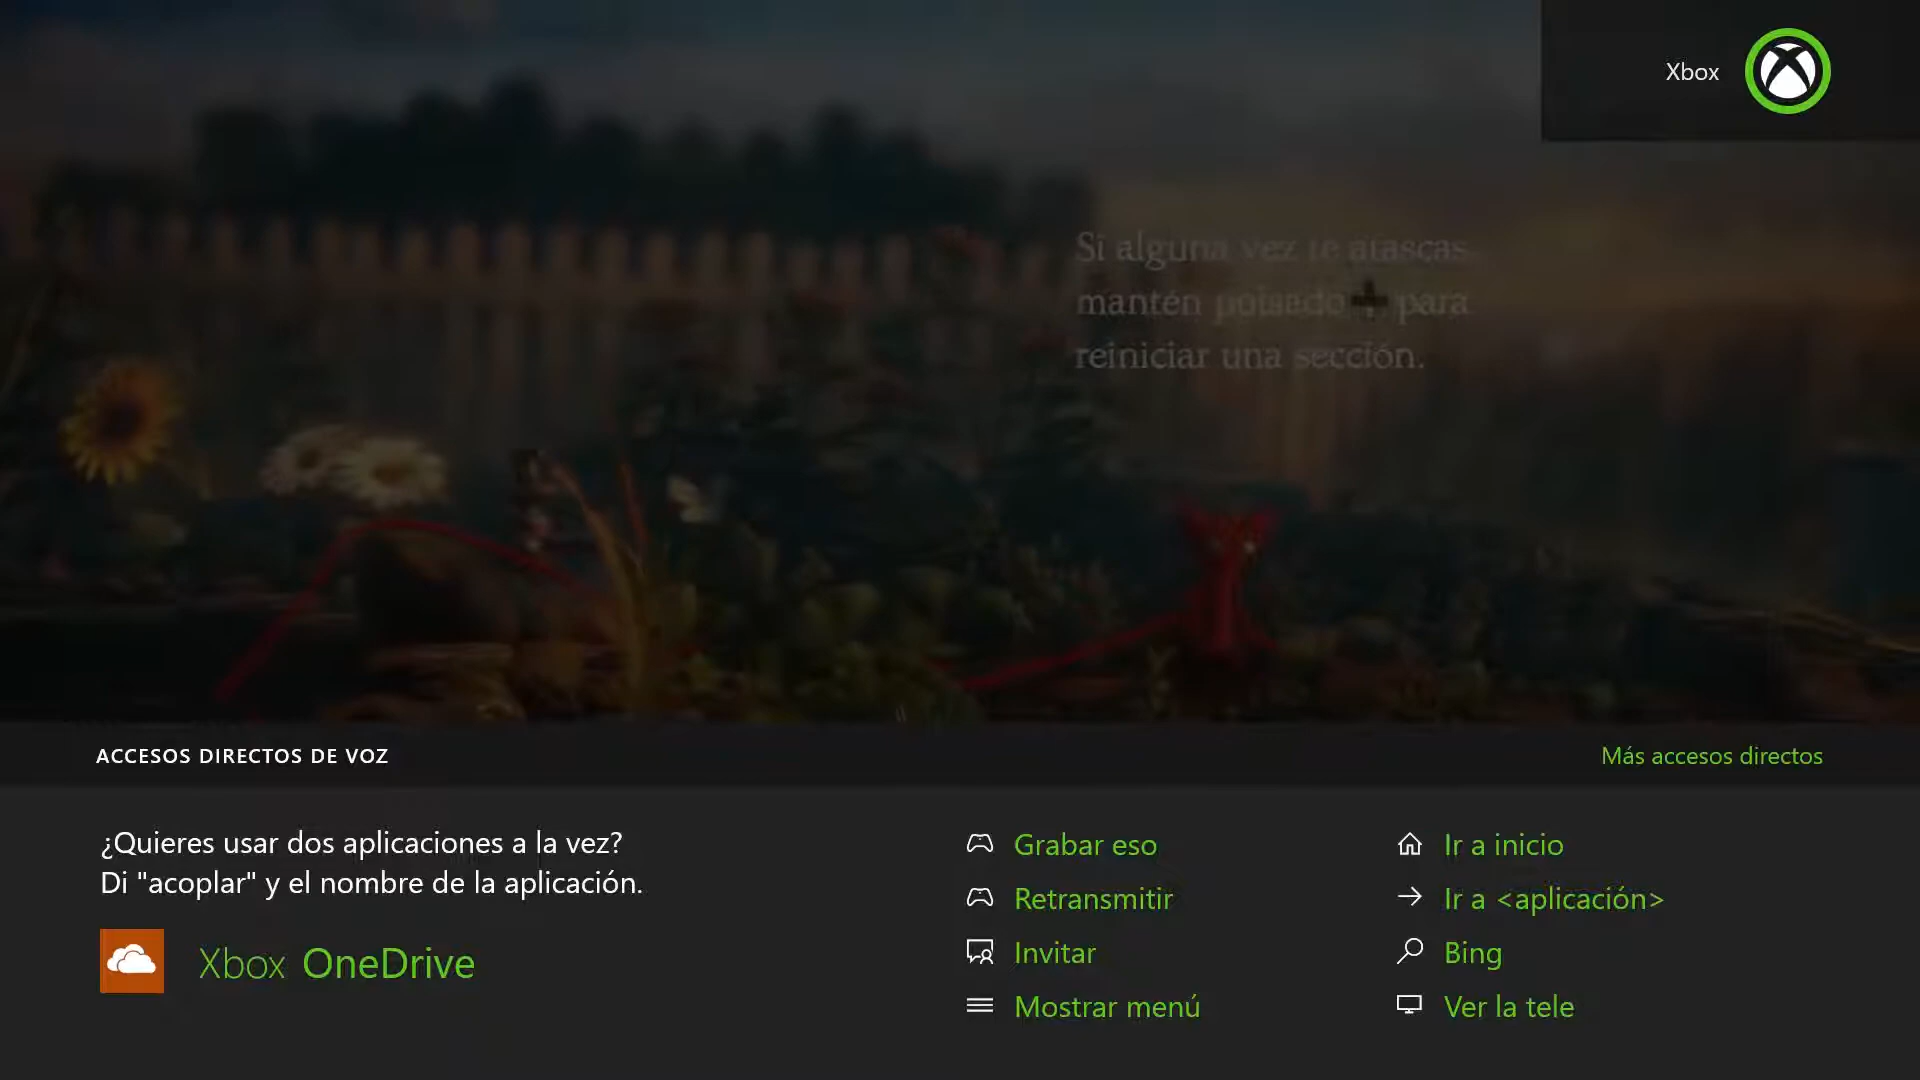 Xbox
Si alguna vez te atascas
mantén pulsado para
reiniciar una sección.
ACCESOS DIRECTOS DE VOZ
Más accesos directos
¿Quieres usar dos aplicaciones a la vez?
Di "acoplar" y el nombre de la aplicación.
Xbox OneDrive
Grabar eso
Retransmitir
Invitar
Mostrar menú
Ir a inicio
Ir a <aplicación>
Bing
Ver la tele